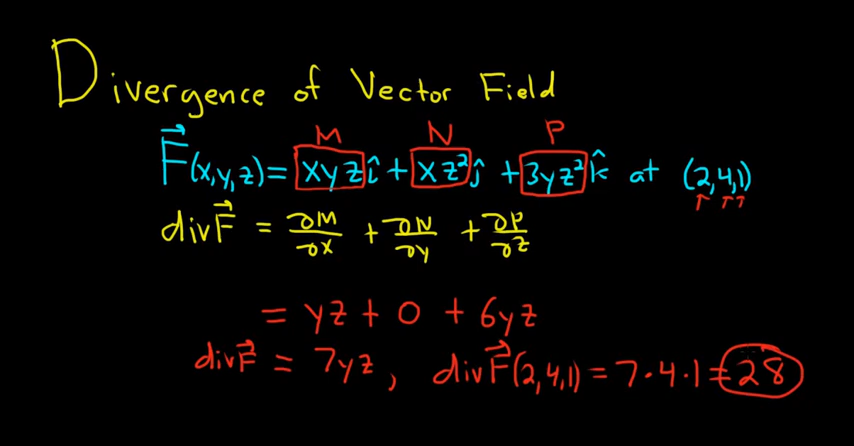 Divergence of Vector Field
M N P
F⃗(x,y,z) = xyz î + xz² ĵ + 3yz² k̂ at (2,4,1)
div F⃗ = ∂M/∂x + ∂N/∂y + ∂P/∂z
= yz + 0 + 6yz
div F⃗ = 7yz, div F⃗(2,4,1) = 7·4·1 = 28